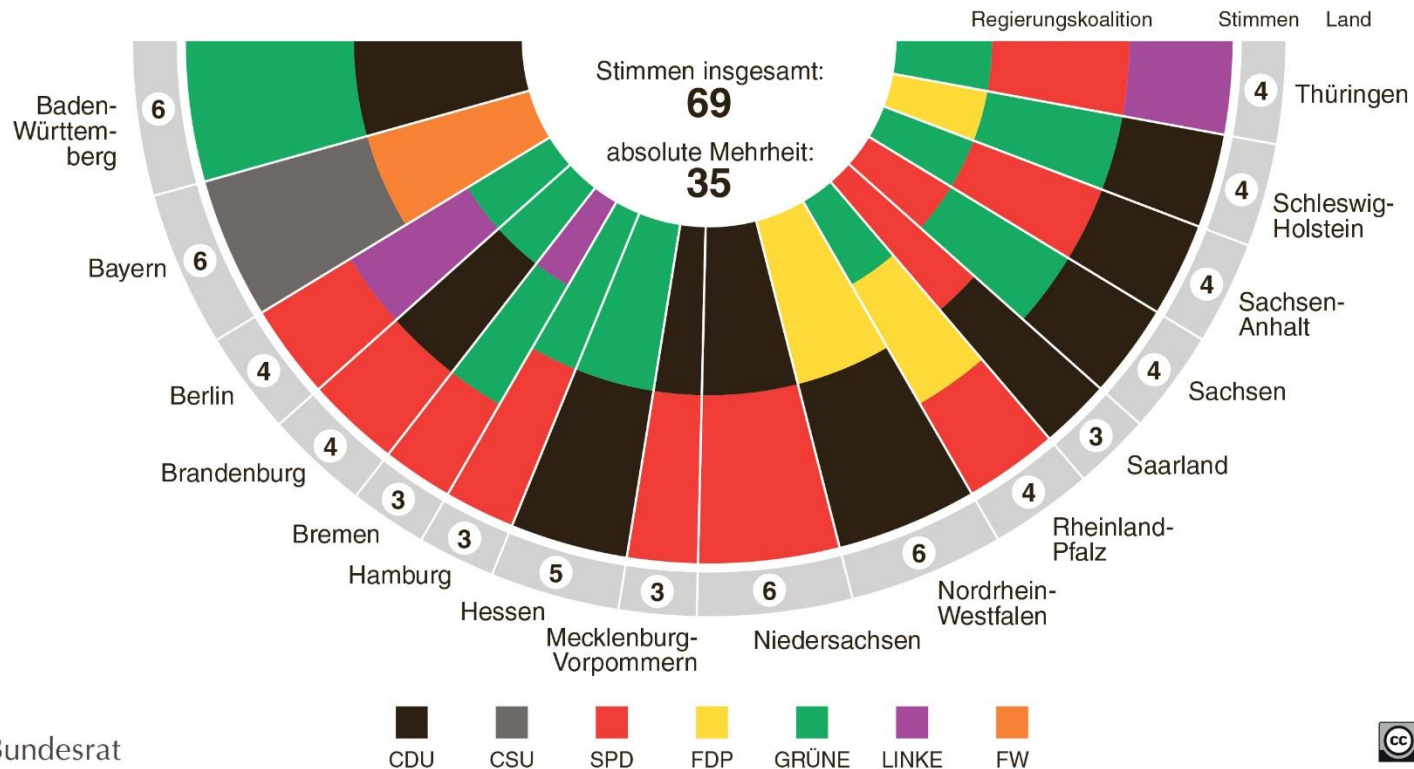 Regierungskoalition Stimmen Land
Stimmen insgesamt:
69
absolute Mehrheit:
35
6
Baden-
Württem-
berg
6
Bayern
4
Berlin
4
Brandenburg
3
Bremen
3
Hamburg
5
Hessen
3
Mecklenburg-
Vorpommern
6
Niedersachsen
6
Nordrhein-
Westfalen
4
Rheinland-
Pfalz
3
Saarland
4
Sachsen
4
Sachsen-
Anhalt
4
Schleswig-
Holstein
4
Thüringen
CDU CSU SPD FDP GRÜNE LINKE FW
Bundesrat
cc